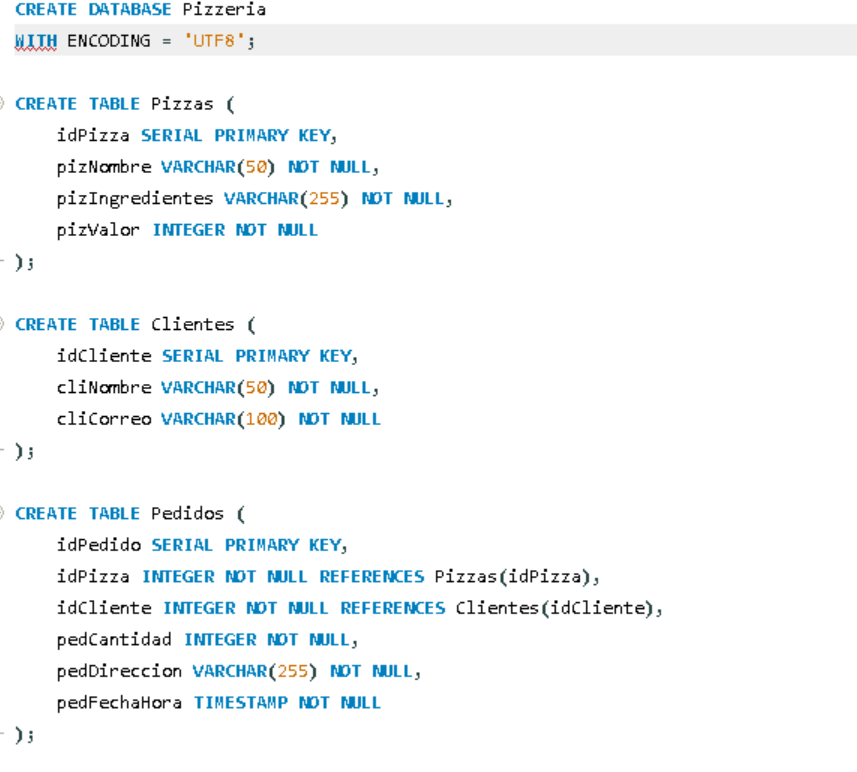 CREATE DATABASE Pizzeria
WITH ENCODING = 'UTF8';
CREATE TABLE Pizzas (
idPizza SERIAL PRIMARY KEY,
pizNombre VARCHAR(50) NOT NULL,
pizIngredientes VARCHAR(255) NOT NULL,
pizValor INTEGER NOT NULL
);
CREATE TABLE Clientes (
idCliente SERIAL PRIMARY KEY,
cliNombre VARCHAR(50) NOT NULL,
cliCorreo VARCHAR(100) NOT NULL
);
CREATE TABLE Pedidos (
idPedido SERIAL PRIMARY KEY,
idPizza INTEGER NOT NULL REFERENCES Pizzas(idPizza),
idCliente INTEGER NOT NULL REFERENCES Clientes(idCliente),
pedCantidad INTEGER NOT NULL,
pedDireccion VARCHAR(255) NOT NULL,
pedFechaHora TIMESTAMP NOT NULL
);